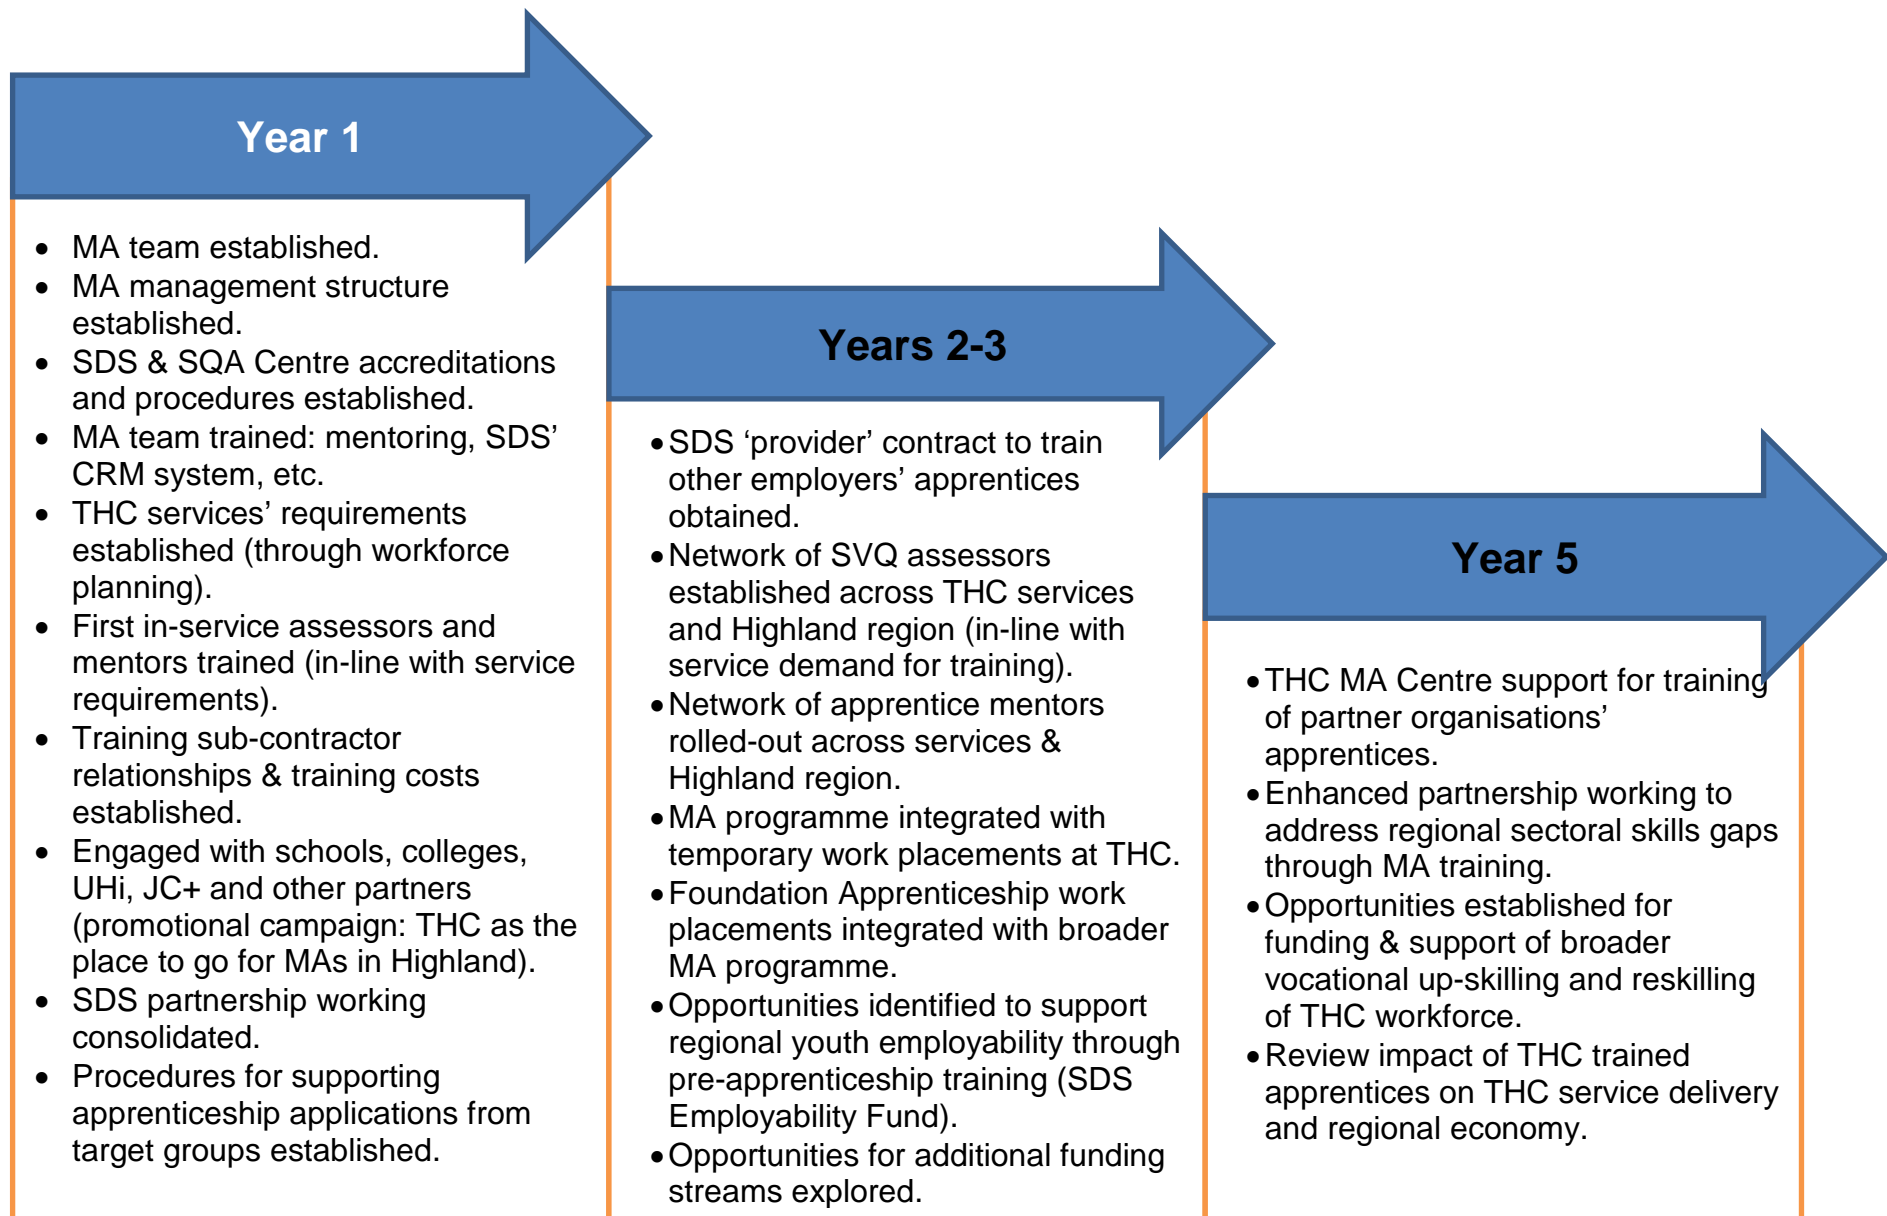 Year 1
• MA team established.
• MA management structure
established.
• SDS & SQA Centre accreditations
and procedures established.
• MA team trained: mentoring, SDS’
CRM system, etc.
• THC services’ requirements
established (through workforce
planning).
• First in-service assessors and
mentors trained (in-line with service
requirements).
• Training sub-contractor
relationships & training costs
established.
• Engaged with schools, colleges,
UHi, JC+ and other partners
(promotional campaign: THC as the
place to go for MAs in Highland).
• SDS partnership working
consolidated.
• Procedures for supporting
apprenticeship applications from
target groups established.
Years 2-3
• SDS ‘provider’ contract to train
other employers’ apprentices
obtained.
• Network of SVQ assessors
established across THC services
and Highland region (in-line with
service demand for training).
• Network of apprentice mentors
rolled-out across services &
Highland region.
• MA programme integrated with
temporary work placements at THC.
• Foundation Apprenticeship work
placements integrated with broader
MA programme.
• Opportunities identified to support
regional youth employability through
pre-apprenticeship training (SDS
Employability Fund).
• Opportunities for additional funding
streams explored.
Year 5
• THC MA Centre support for training
of partner organisations’
apprentices.
• Enhanced partnership working to
address regional sectoral skills gaps
through MA training.
• Opportunities established for
funding & support of broader
vocational up-skilling and reskilling
of THC workforce.
• Review impact of THC trained
apprentices on THC service delivery
and regional economy.